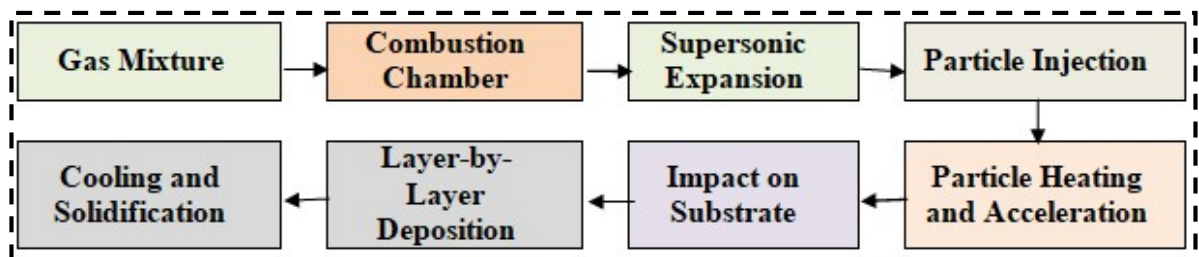 Gas Mixture
Combustion
Chamber
Supersonic
Expansion
Particle Injection
Particle Heating
and Acceleration
Impact on
Substrate
Layer-by-
Layer
Deposition
Cooling and
Solidification